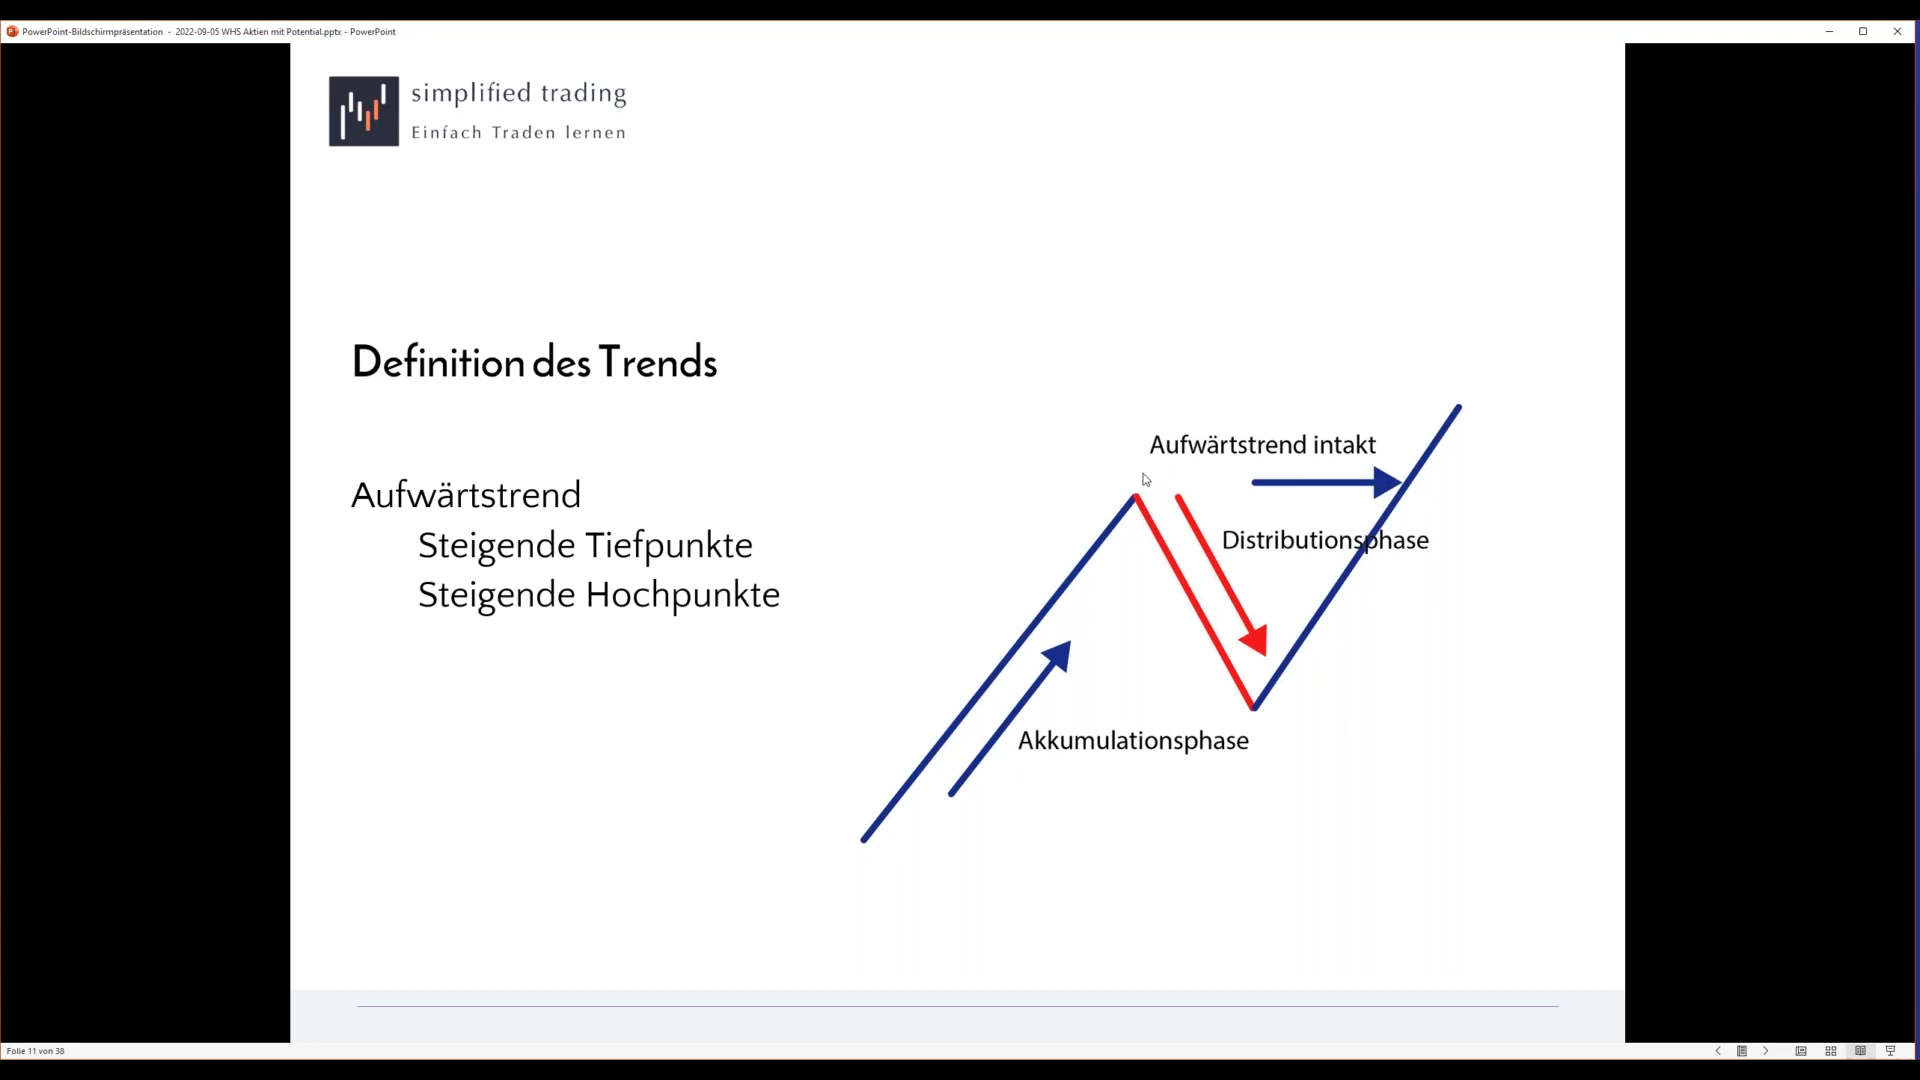 PowerPoint-Bildschirmpräsentation - 2022-09-05 WHS Aktien mit Potential.pptx - PowerPoint
simplified trading
Einfach Traden lernen
Definition des Trends
Aufwärtstrend
Steigende Tiefpunkte
Steigende Hochpunkte
Aufwärtstrend intakt
Distributionsphase
Akkumulationsphase
Folie 11 von 38